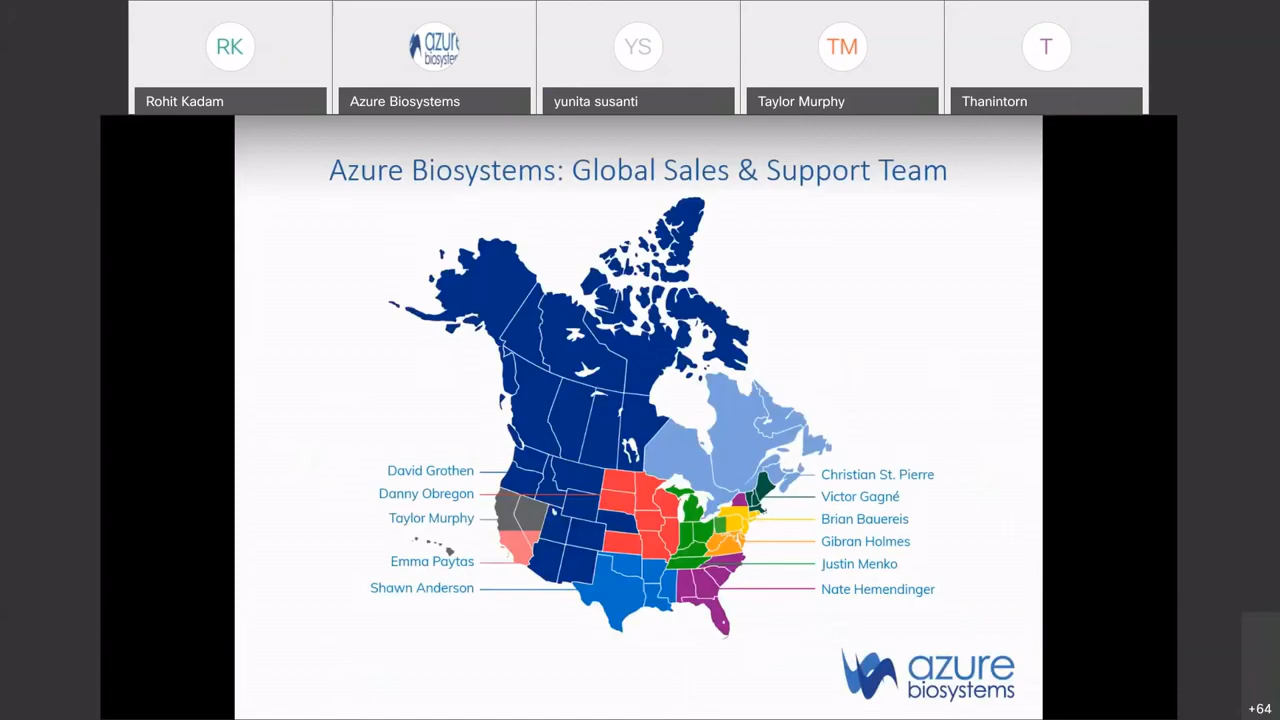 RK
azure
biosystems
YS
TM
T
Rohit Kadam
Azure Biosystems
yunita susanti
Taylor Murphy
Thanintorn
Azure Biosystems: Global Sales & Support Team
David Grothen
Danny Obregon
Taylor Murphy
Emma Paytas
Shawn Anderson
Christian St. Pierre
Victor Gagné
Brian Bauereis
Gibran Holmes
Justin Menko
Nate Hemendinger
azure
biosystems
+64